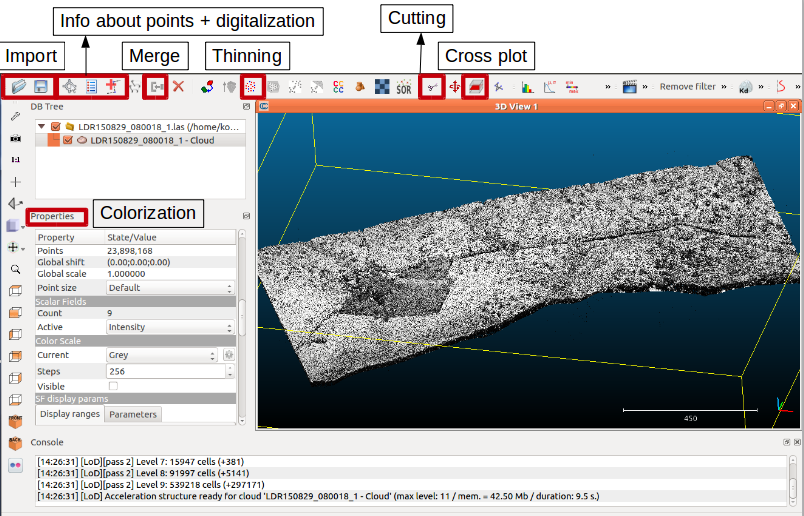 Cutting
Info about points + digitalization
Import
Merge
Thinning
Cross plot
SOR
Remove filter
Kd
DB Tree
3D View 1
LDR150829_080018_1.las (/home/ko...
LDR150829_080018_1 - Cloud
1:1
Properties
Colorization
Property State/Value
Points 23,898,168
Global shift (0.00;0.00;0.00)
Global scale 1.000000
Point size Default
Scalar Fields
Count 9
Active Intensity
Color Scale
Current Grey
Steps 256
Visible
SF display params
Display ranges Parameters
450
FRONT
BACK
Console
[14:26:31] [LoD][pass 2] Level 7: 15947 cells (+381)
[14:26:31] [LoD][pass 2] Level 8: 91997 cells (+5141)
[14:26:31] [LoD][pass 2] Level 9: 539218 cells (+297171)
[14:26:31] [LoD] Acceleration structure ready for cloud 'LDR150829_080018_1 - Cloud' (max level: 11 / mem. = 42.50 Mb / duration: 9.5 s.)